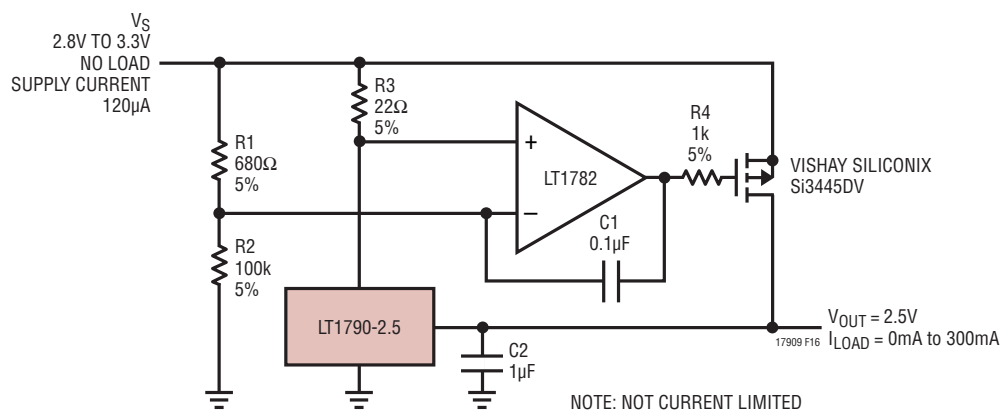 VS
2.8V TO 3.3V
NO LOAD
SUPPLY CURRENT
120µA
R1
680Ω
5%
R2
100k
5%
R3
22Ω
5%
+
LT1782
–
C1
0.1µF
R4
1k
5%
VISHAY SILICONIX
Si3445DV
LT1790-2.5
C2
1µF
VOUT = 2.5V
ILOAD = 0mA to 300mA
17909 F16
NOTE: NOT CURRENT LIMITED